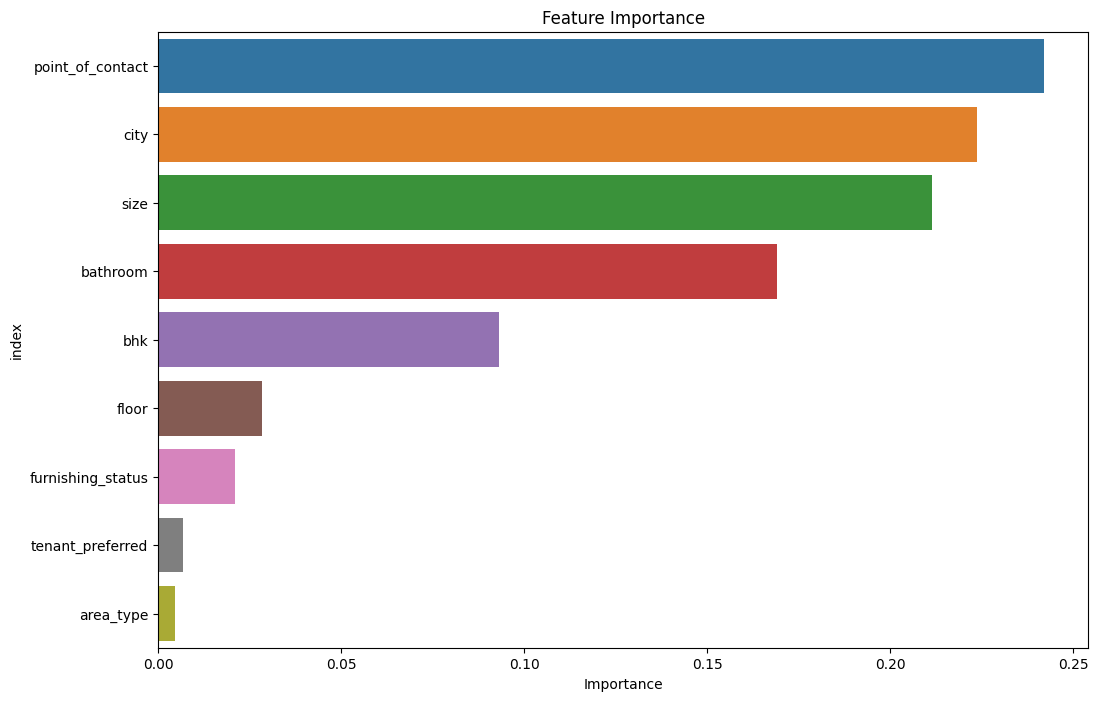 Feature Importance
point_of_contact
city
size
bathroom
bhk
floor
furnishing_status
tenant_preferred
area_type
index
0.00 0.05 0.10 0.15 0.20 0.25
Importance